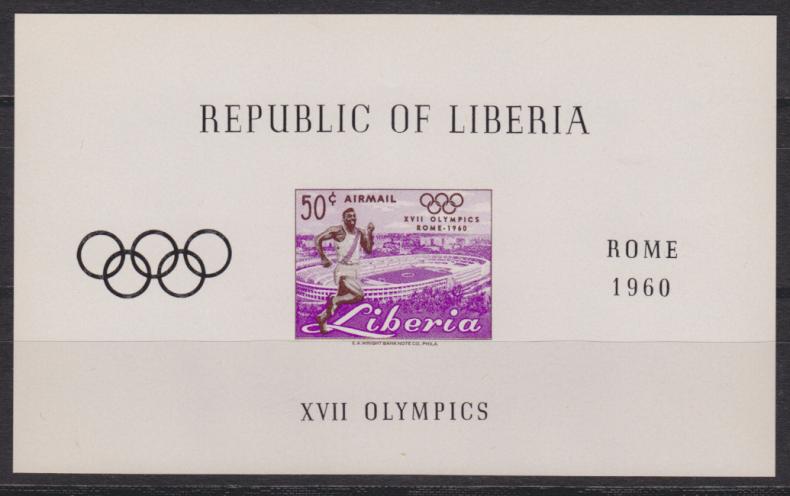 REPUBLIC OF LIBERIA
50¢ AIRMAIL
XVII OLYMPICS
ROME-1960
Liberia
E.A. WRIGHT BANK NOTE CO., PHILA.
ROME
1960
XVII OLYMPICS